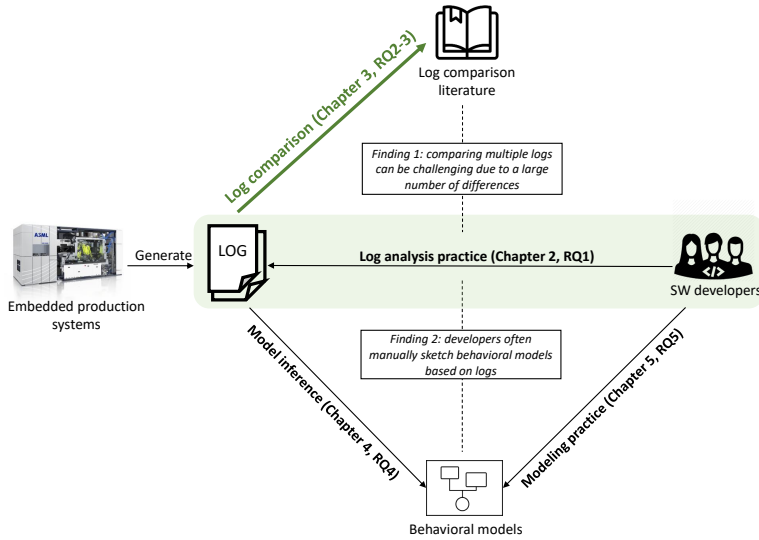 Log comparison
literature
Log comparison (Chapter 3, RQ2-3)
Finding 1: comparing multiple logs
can be challenging due to a large
number of differences
ASML
Generate
LOG
Log analysis practice (Chapter 2, RQ1)
Embedded production
systems
SW developers
Finding 2: developers often
manually sketch behavioral models
based on logs
Model inference (Chapter 4, RQ4)
Modeling practice (Chapter 5, RQ5)
Behavioral models